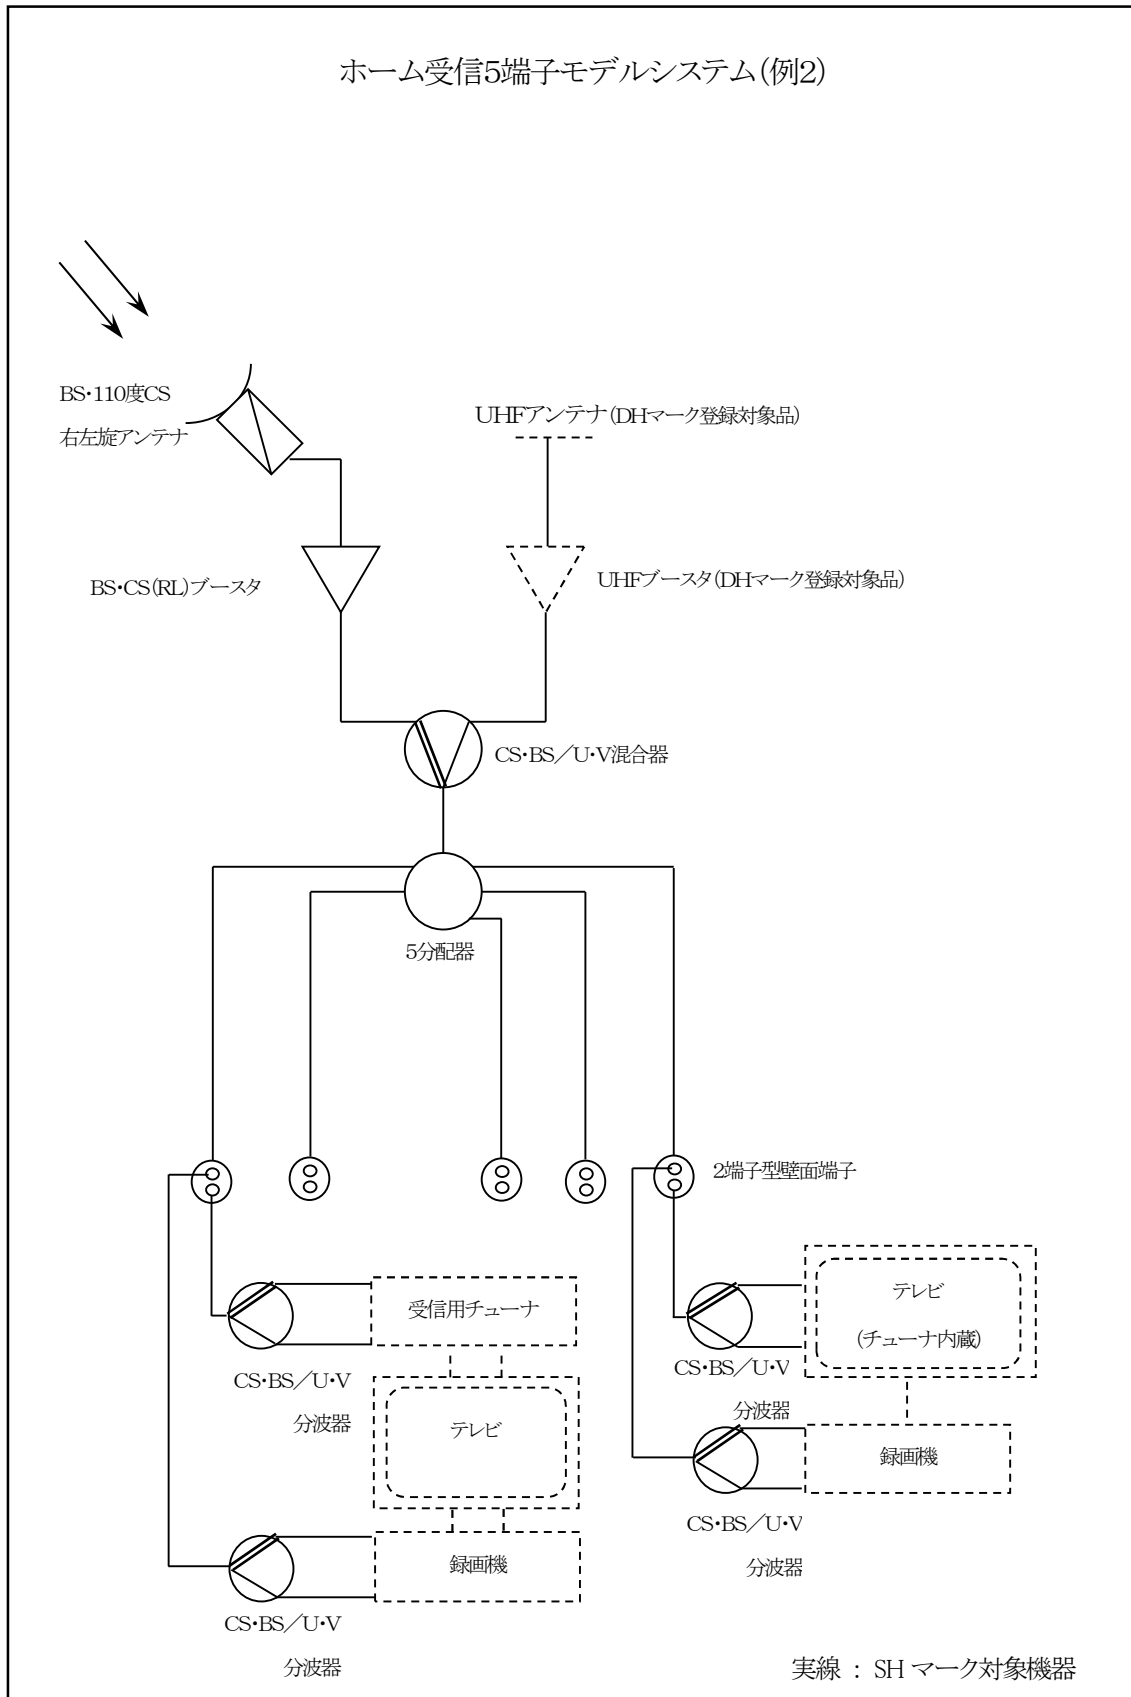 ホーム受信5端子モデルシステム(例2)
BS・110度CS
右左旋アンテナ
UHFアンテナ(DHマーク登録対象品)
BS・CS(RL)ブースタ
UHFブースタ(DHマーク登録対象品)
CS・BS／U・V混合器
5分配器
2端子型壁面端子
受信用チューナ
CS・BS／U・V
分波器
テレビ
録画機
CS・BS／U・V
分波器
テレビ
(チューナ内蔵)
CS・BS／U・V
分波器
録画機
CS・BS／U・V
分波器
実線 ： SH マーク対象機器